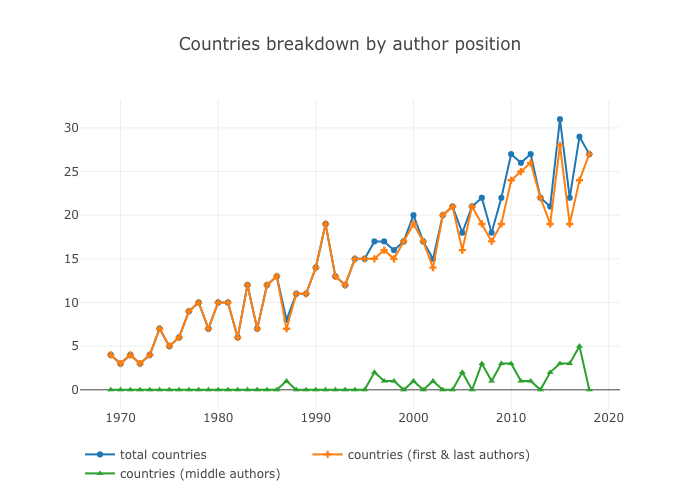 Countries breakdown by author position
30
25
20
15
10
5
0
1970 1980 1990 2000 2010 2020
total countries countries (first & last authors)
countries (middle authors)